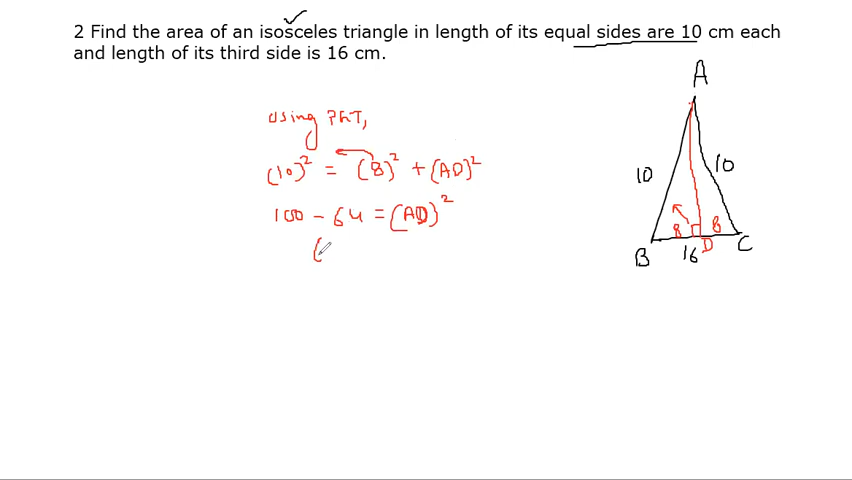 2 Find the area of an isosceles triangle in length of its equal sides are 10 cm each
and length of its third side is 16 cm.
A
using PGT,
(10)² = (8)² + (AD)²
10
10
100 - 64 = (AD)²
(
8
8
B
16
D
C